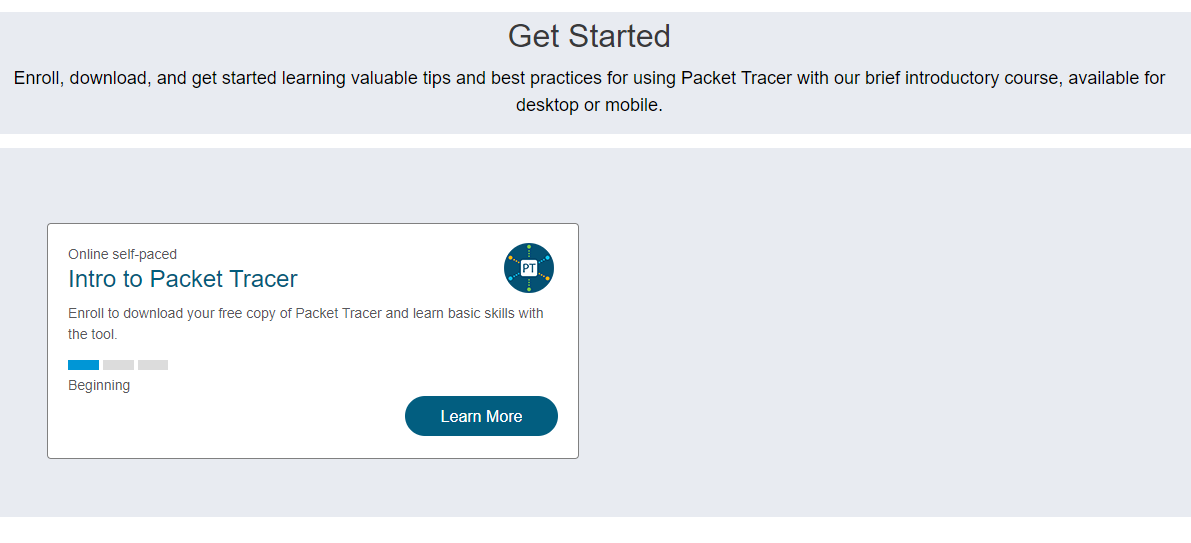 Get Started
Enroll, download, and get started learning valuable tips and best practices for using Packet Tracer with our brief introductory course, available for
desktop or mobile.
Online self-paced
Intro to Packet Tracer
PT
Enroll to download your free copy of Packet Tracer and learn basic skills with
the tool.
Beginning
Learn More